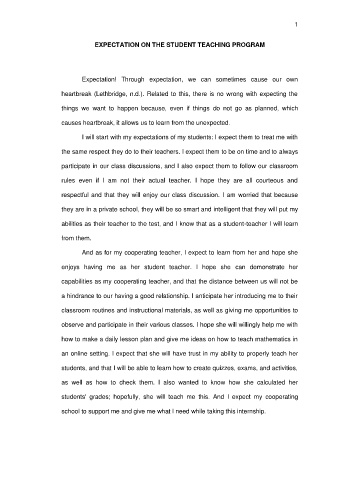 1
EXPECTATION ON THE STUDENT TEACHING PROGRAM
Expectation! Through expectation, we can sometimes cause our own
heartbreak (Lethbridge, n.d.). Related to this, there is no wrong with expecting the
things we want to happen because, even if things do not go as planned, which
causes heartbreak, it allows us to learn from the unexpected.
I will start with my expectations of my students: I expect them to treat me with
the same respect they do to their teachers. I expect them to be on time and to always
participate in our class discussions, and I also expect them to follow our classroom
rules even if I am not their actual teacher. I hope they are all courteous and
respectful and that they will enjoy our class discussion. I am worried that because
they are in a private school, they will be so smart and intelligent that they will put my
abilities as their teacher to the test, and I know that as a student-teacher I will learn
from them.
And as for my cooperating teacher, I expect to learn from her and hope she
enjoys having me as her student teacher. I hope she can demonstrate her
capabilities as my cooperating teacher, and that the distance between us will not be
a hindrance to our having a good relationship. I anticipate her introducing me to their
classroom routines and instructional materials, as well as giving me opportunities to
observe and participate in their various classes. I hope she will willingly help me with
how to make a daily lesson plan and give me ideas on how to teach mathematics in
an online setting. I expect that she will have trust in my ability to properly teach her
students, and that I will be able to learn how to create quizzes, exams, and activities,
as well as how to check them. I also wanted to know how she calculated her
students' grades; hopefully, she will teach me this. And I expect my cooperating
school to support me and give me what I need while taking this internship.